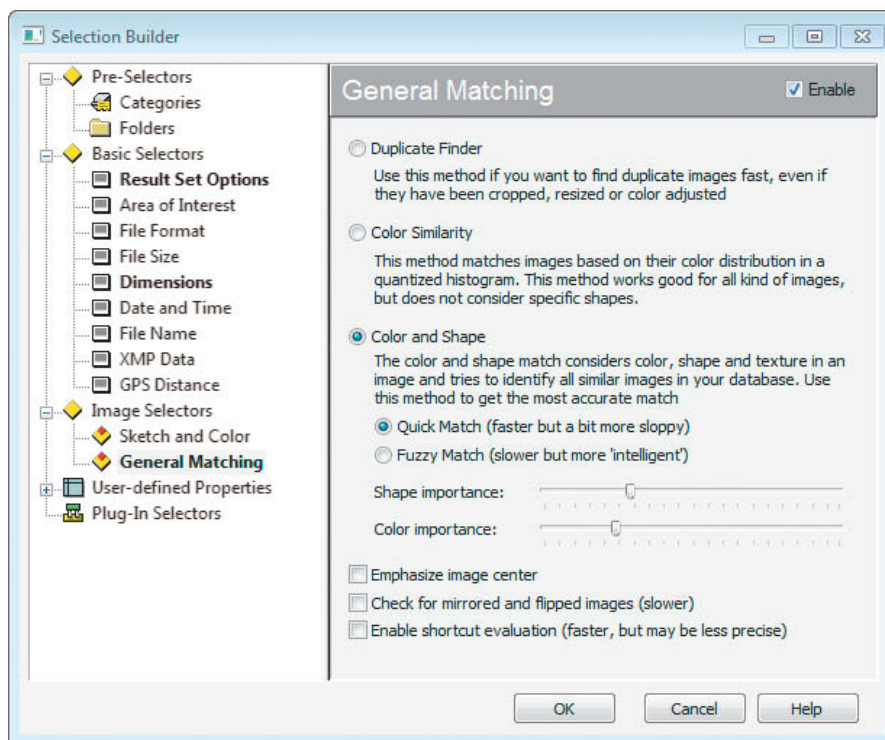 Selection Builder
Pre-Selectors
Categories
Folders
Basic Selectors
Result Set Options
Area of Interest
File Format
File Size
Dimensions
Date and Time
File Name
XMP Data
GPS Distance
Image Selectors
Sketch and Color
General Matching
User-defined Properties
Plug-In Selectors
General Matching
Enable
Duplicate Finder
Use this method if you want to find duplicate images fast, even if
they have been cropped, resized or color adjusted
Color Similarity
This method matches images based on their color distribution in a
quantized histogram. This method works good for all kind of images,
but does not consider specific shapes.
Color and Shape
The color and shape match considers color, shape and texture in an
image and tries to identify all similar images in your database. Use
this method to get the most accurate match
Quick Match (faster but a bit more sloppy)
Fuzzy Match (slower but more 'intelligent')
Shape importance:
Color importance:
Emphasize image center
Check for mirrored and flipped images (slower)
Enable shortcut evaluation (faster, but may be less precise)
OK
Cancel
Help